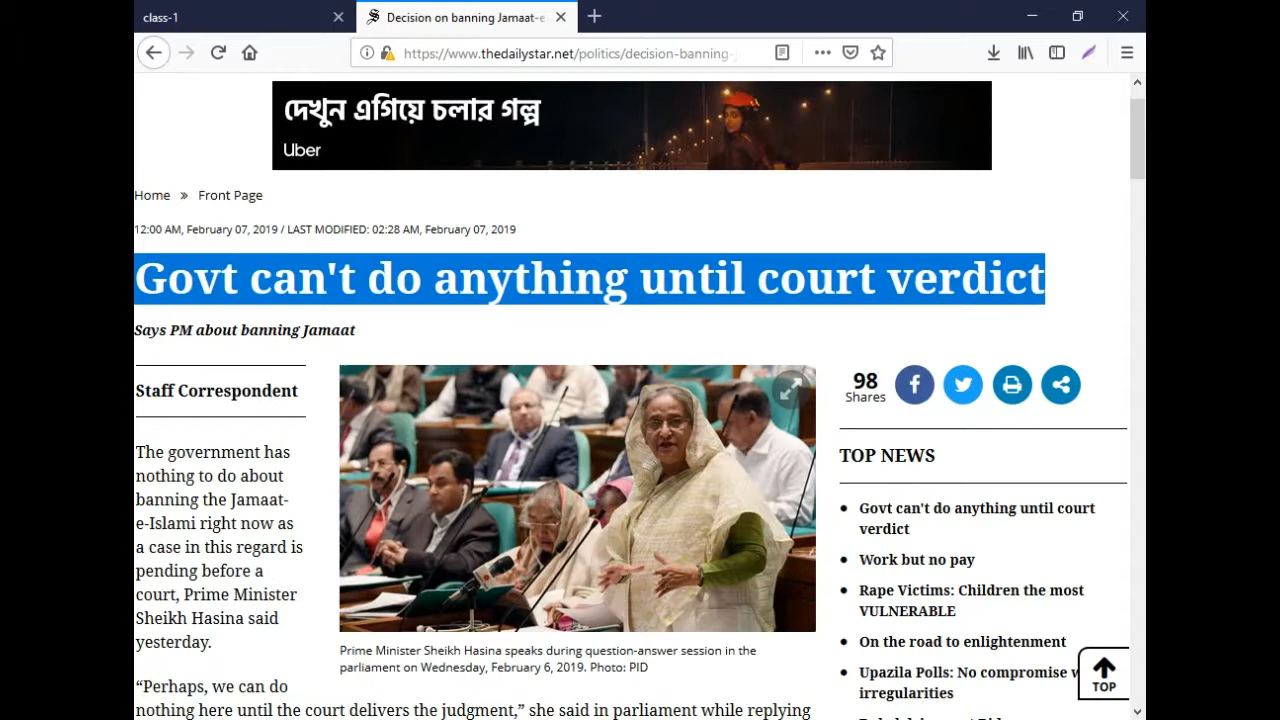 class-1
Decision on banning Jamaat-e
https://www.thedailystar.net/politics/decision-banning-
দেখুন এগিয়ে চলার গল্প
Uber
Home » Front Page
12:00 AM, February 07, 2019 / LAST MODIFIED: 02:28 AM, February 07, 2019
Govt can't do anything until court verdict
Says PM about banning Jamaat
Staff Correspondent
The government has
nothing to do about
banning the Jamaat-
e-Islami right now as
a case in this regard is
pending before a
court, Prime Minister
Sheikh Hasina said
yesterday.
“Perhaps, we can do
nothing here until the court delivers the judgment,” she said in parliament while replying
Prime Minister Sheikh Hasina speaks during question-answer session in the
parliament on Wednesday, February 6, 2019. Photo: PID
98
Shares
TOP NEWS
Govt can't do anything until court
verdict
Work but no pay
Rape Victims: Children the most
VULNERABLE
On the road to enlightenment
Upazila Polls: No compromise w
irregularities
TOP